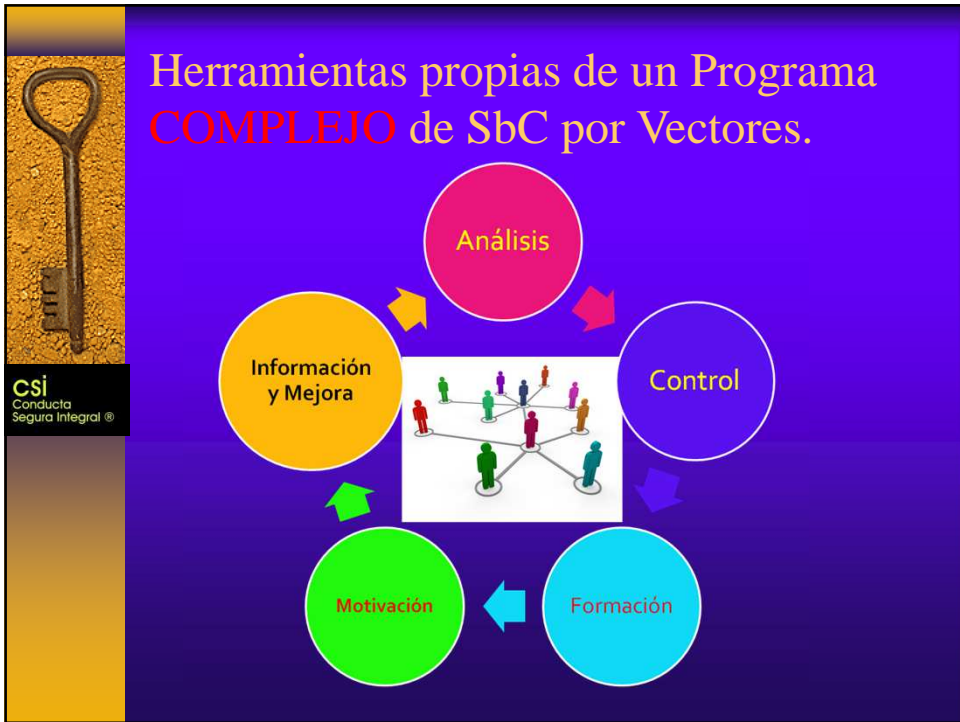 Herramientas propias de un Programa
COMPLEJO de SbC por Vectores.
Análisis
Control
Formación
Motivación
Información
y Mejora
CSi
Conducta
Segura Integral ®